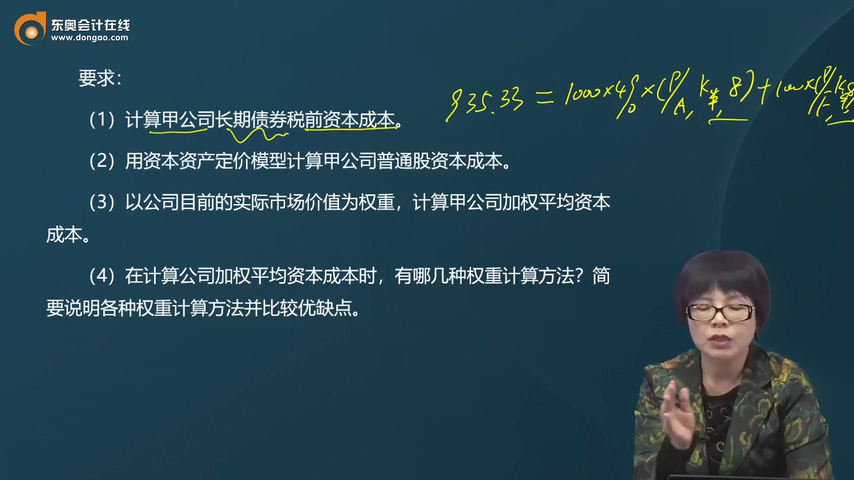 东奥会计在线
www.dongao.com
要求：
（1）计算甲公司长期债券税前资本成本。
（2）用资本资产定价模型计算甲公司普通股资本成本。
（3）以公司目前的实际市场价值为权重，计算甲公司加权平均资本
成本。
（4）在计算公司加权平均资本成本时，有哪几种权重计算方法？简
要说明各种权重计算方法并比较优缺点。
935.33 = 1000×4%×(P/A, K半, 8) +